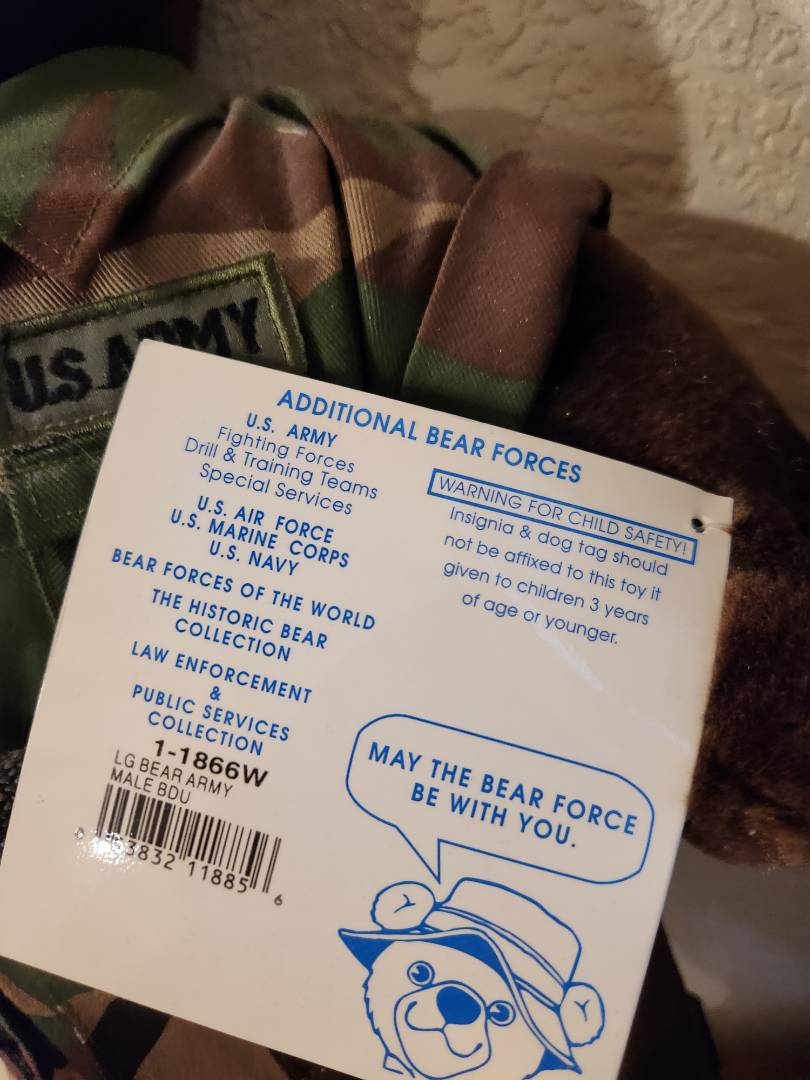 U.S. ARMY
ADDITIONAL BEAR FORCES
U.S. ARMY
Fighting Forces
Drill & Training Teams
Special Services
U.S. AIR FORCE
U.S. MARINE CORPS
U.S. NAVY
BEAR FORCES OF THE WORLD
THE HISTORIC BEAR
COLLECTION
LAW ENFORCEMENT
&
PUBLIC SERVICES
COLLECTION
1-1866W
LG BEAR ARMY
MALE BDU
3832 11885 6
WARNING FOR CHILD SAFETY!
Insignia & dog tag should
not be affixed to this toy it
given to children 3 years
of age or younger.
MAY THE BEAR FORCE
BE WITH YOU.